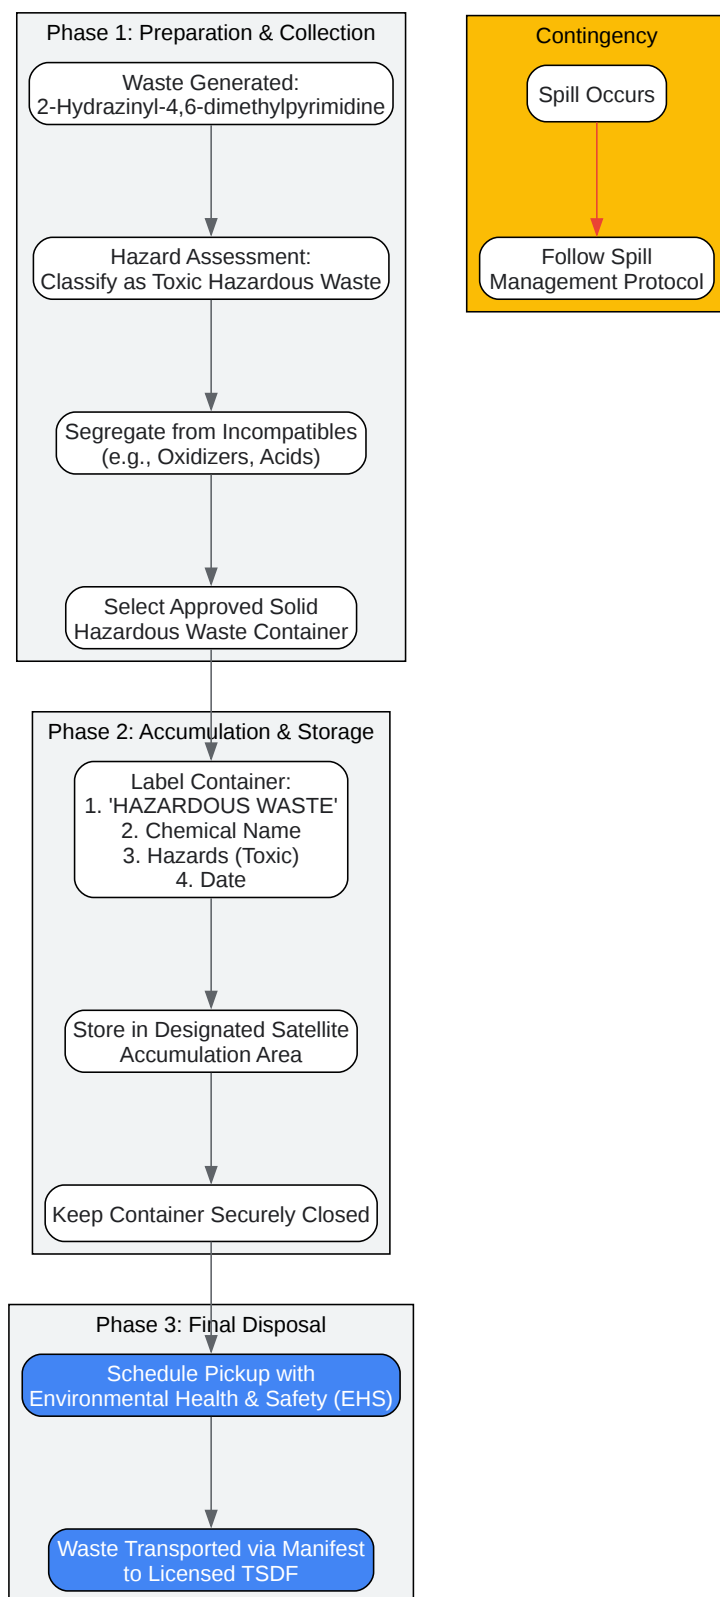 Phase 1: Preparation & Collection
Waste Generated:
2-Hydrazinyl-4,6-dimethylpyrimidine
Hazard Assessment:
Classify as Toxic Hazardous Waste
Segregate from Incompatibles
(e.g., Oxidizers, Acids)
Select Approved Solid
Hazardous Waste Container
Phase 2: Accumulation & Storage
Label Container:
1. 'HAZARDOUS WASTE'
2. Chemical Name
3. Hazards (Toxic)
4. Date
Store in Designated Satellite
Accumulation Area
Keep Container Securely Closed
Phase 3: Final Disposal
Schedule Pickup with
Environmental Health & Safety (EHS)
Waste Transported via Manifest
to Licensed TSDF
Contingency
Spill Occurs
Follow Spill
Management Protocol